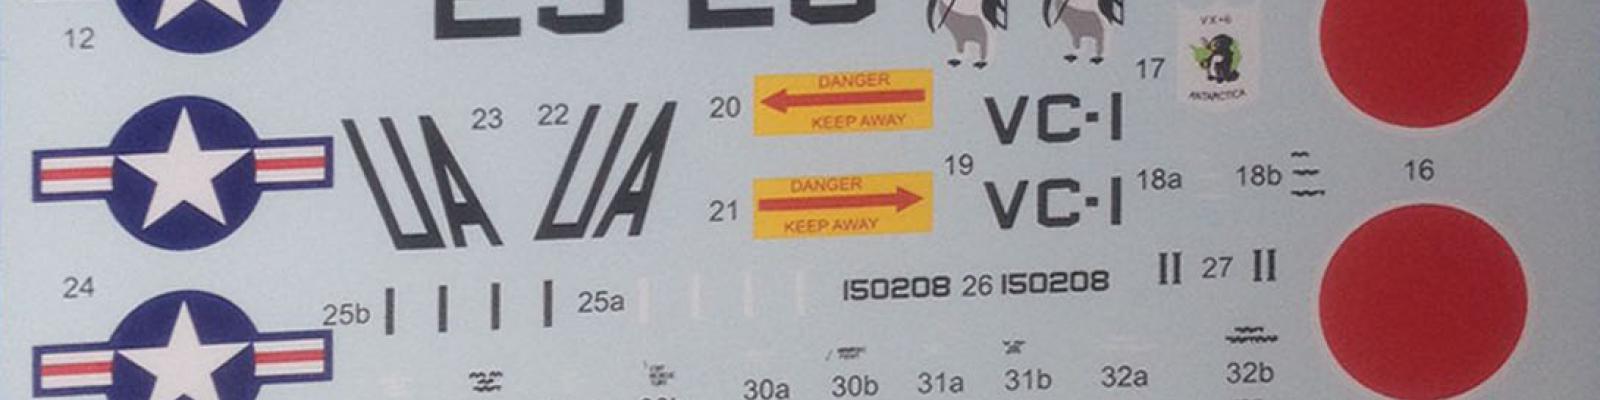 12
VX-6
ANTARCTICA
17
23
22
20
DANGER
KEEP AWAY
VC-1
UA
UA
19
18a
18b
16
21
DANGER
KEEP AWAY
VC-1
24
25b
25a
150208 26 150208
II 27 II
30a 30b 31a 31b 32a 32b